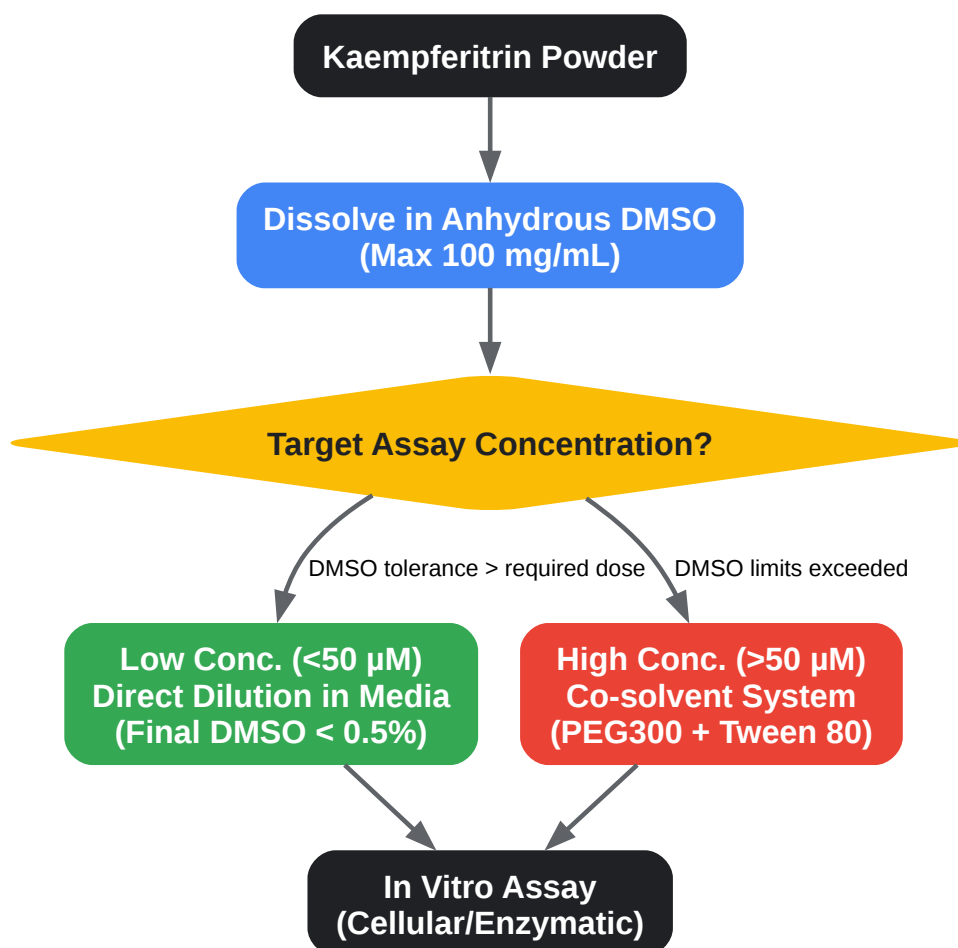 Kaempferitrin Powder
Dissolve in Anhydrous DMSO
(Max 100 mg/mL)
Target Assay Concentration?
DMSO tolerance > required dose
DMSO limits exceeded
Low Conc. (<50 µM)
Direct Dilution in Media
(Final DMSO < 0.5%)
High Conc. (>50 µM)
Co-solvent System
(PEG300 + Tween 80)
In Vitro Assay
(Cellular/Enzymatic)